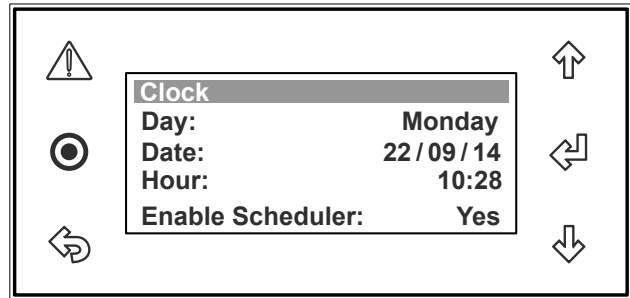 Clock
Day: Monday
Date: 22 / 09 / 14
Hour: 10:28
Enable Scheduler: Yes